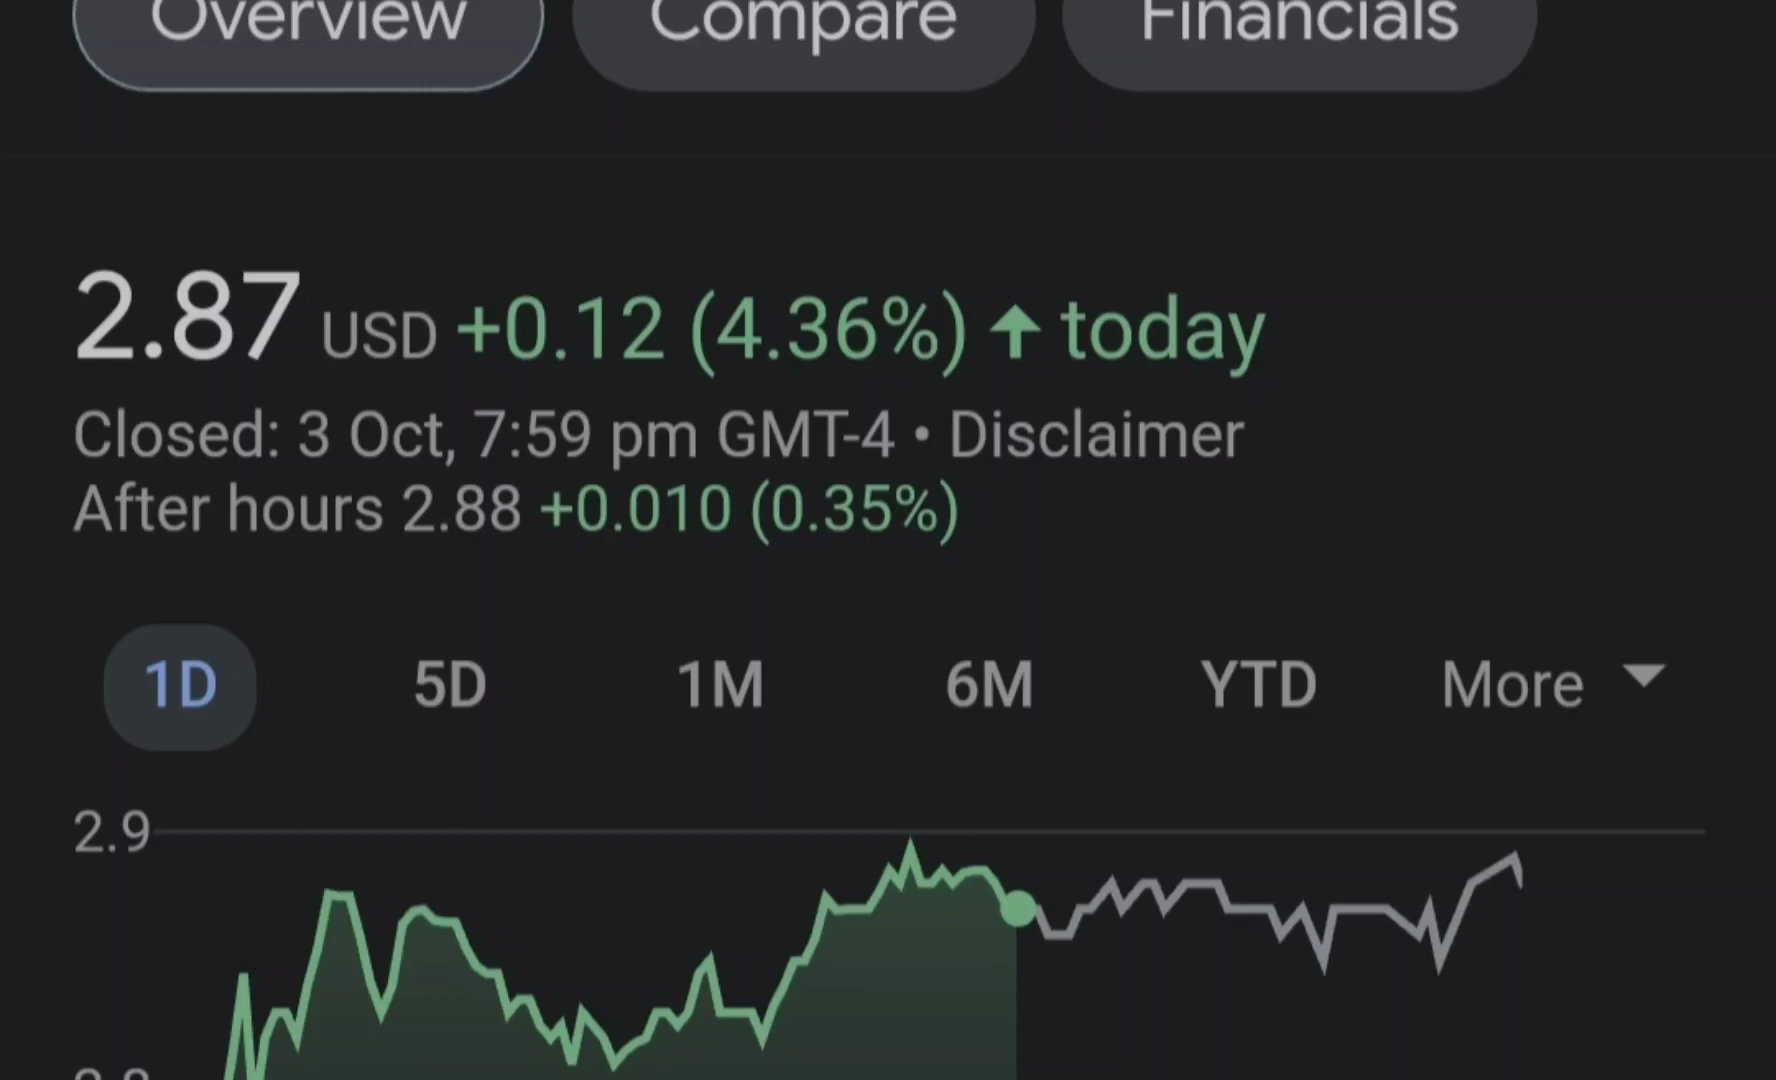 Overview Compare Financials
2.87 USD +0.12 (4.36%) ↑ today
Closed: 3 Oct, 7:59 pm GMT-4 • Disclaimer
After hours 2.88 +0.010 (0.35%)
1D 5D 1M 6M YTD More
2.9